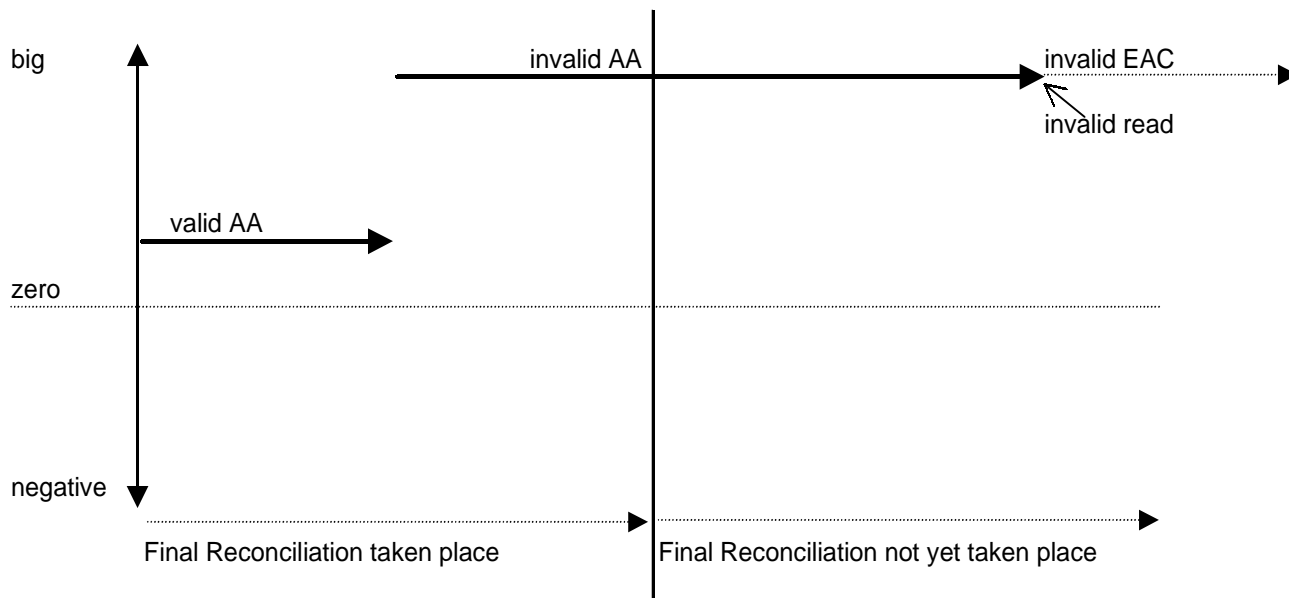 big
invalid AA
invalid EAC
invalid read
valid AA
zero
negative
Final Reconciliation taken place
Final Reconciliation not yet taken place